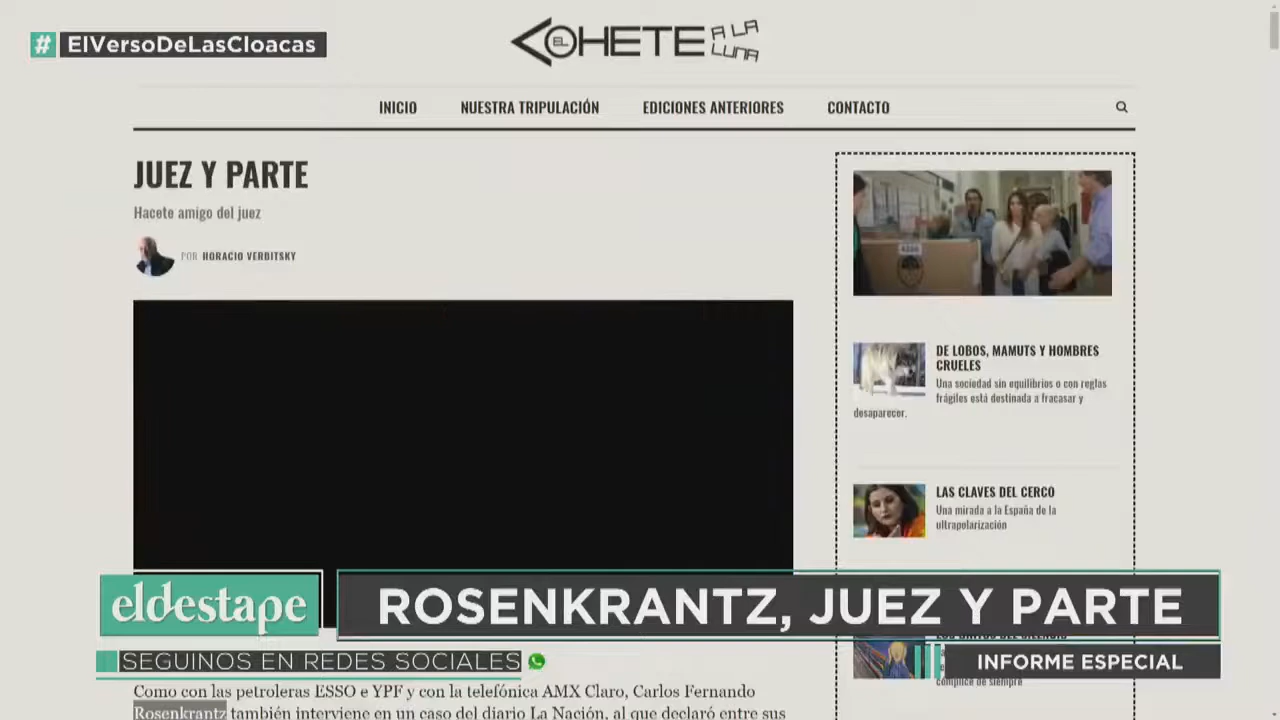 # ElVersoDeLasCloacas
EL COHETE A LA LUNA
INICIO NUESTRA TRIPULACIÓN EDICIONES ANTERIORES CONTACTO
JUEZ Y PARTE
Hacete amigo del juez
POR HORACIO VERBITSKY
DE LOBOS, MAMUTS Y HOMBRES
CRUELES
Una sociedad sin equilibrios o con reglas
frágiles está destinada a fracasar y
desaparecer.
LAS CLAVES DEL CERCO
Una mirada a la España de la
ultrapolarización
eldestape
ROSENKRANTZ, JUEZ Y PARTE
SEGUINOS EN REDES SOCIALES
INFORME ESPECIAL
cómplice de siempre
Como con las petroleras ESSO e YPF y con la telefónica AMX Claro, Carlos Fernando
Rosenkrantz también interviene en un caso del diario La Nación, al que declaró entre sus